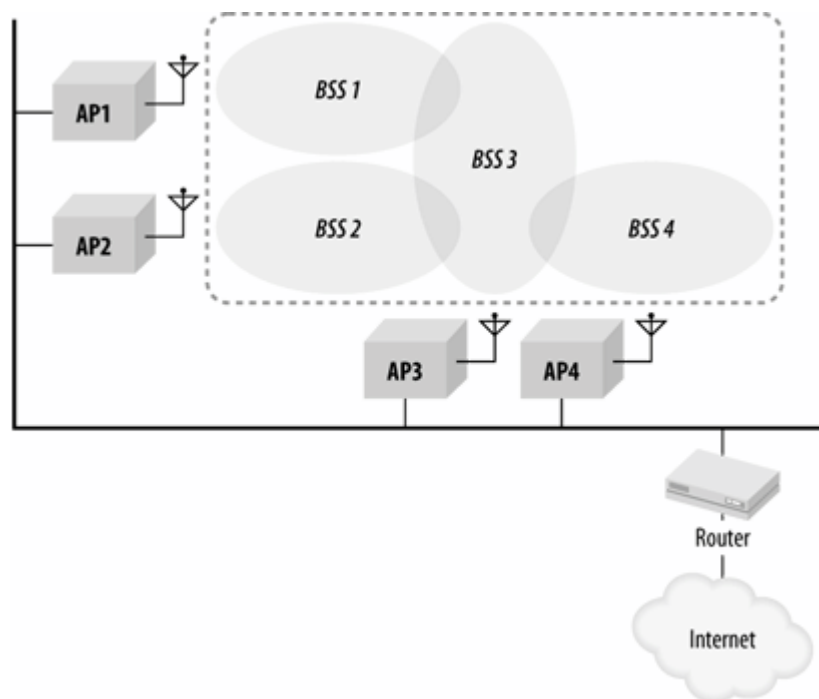 AP1
BSS 1
BSS 3
AP2
BSS 2
BSS 4
AP3
AP4
Router
Internet